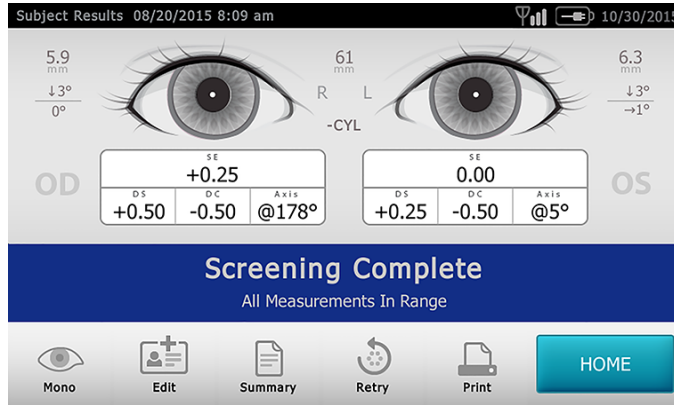 Subject Results 08/20/2015 8:09 am 10/30/2015
5.9 mm
↓3°
0°
61 mm
R L
-CYL
6.3 mm
↓3°
→1°
OD
SE
+0.25
DS DC Axis
+0.50 -0.50 @178°
SE
0.00
DS DC Axis
+0.25 -0.50 @5°
OS
Screening Complete
All Measurements In Range
Mono Edit Summary Retry Print HOME